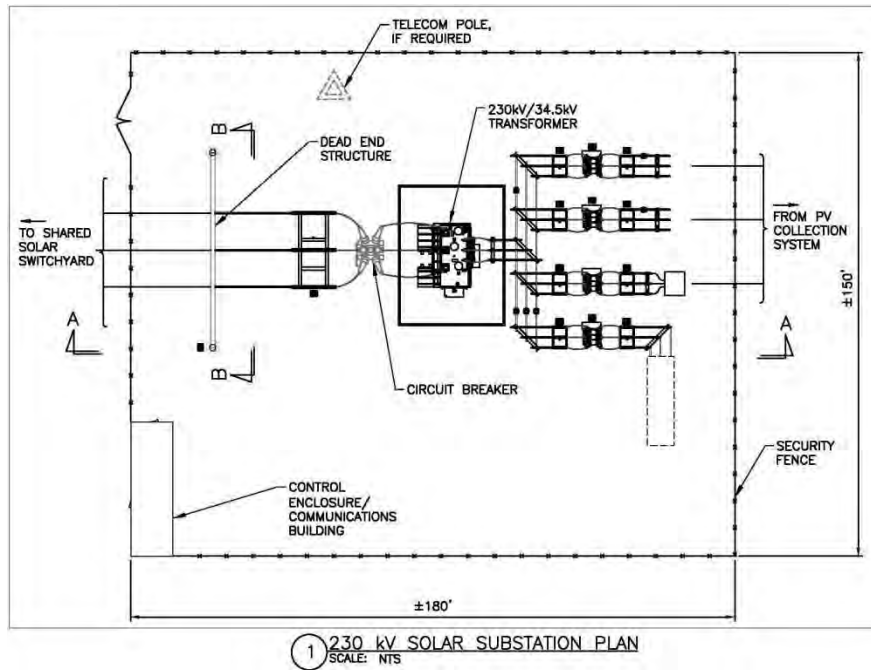 TELECOM POLE,
IF REQUIRED
230kV/34.5kV
TRANSFORMER
B
DEAD END
STRUCTURE
TO SHARED
SOLAR
SWITCHYARD
FROM PV
COLLECTION
SYSTEM
±150'
A
A
B
CIRCUIT BREAKER
SECURITY
FENCE
CONTROL
ENCLOSURE/
COMMUNICATIONS
BUILDING
±180'
1 230 kV SOLAR SUBSTATION PLAN
SCALE: NTS